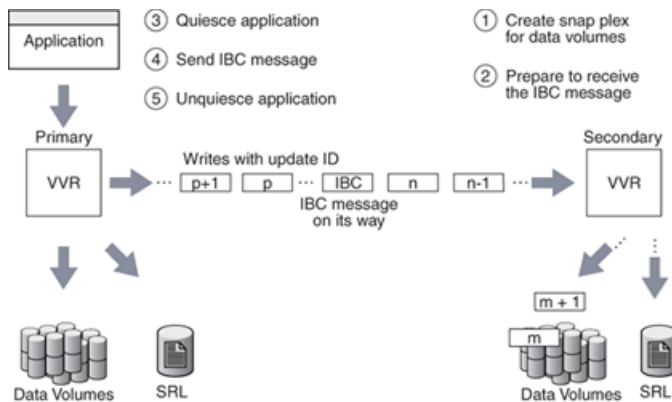 ③ Quiesce application
① Create snap plex
for data volumes
Application
④ Send IBC message
② Prepare to receive
the IBC message
⑤ Unquiesce application
Primary
Secondary
Writes with update ID
VVR
... p+1 p ... IBC n n-1 ...
VVR
IBC message
on its way
m + 1
m
Data Volumes
SRL
Data Volumes
SRL